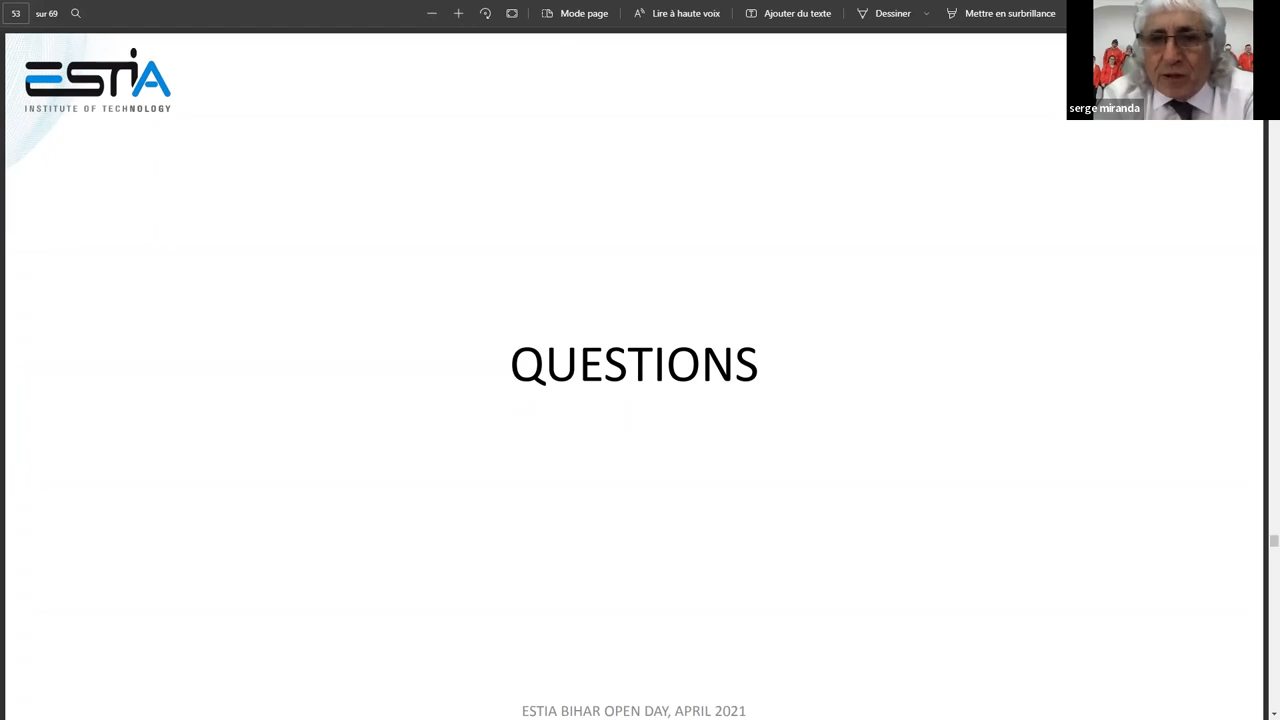 53 sur 69 Mode page Lire à haute voix Ajouter du texte Dessiner Mettre en surbrillance
ESTIA
INSTITUTE OF TECHNOLOGY
serge miranda
QUESTIONS
ESTIA BIHAR OPEN DAY, APRIL 2021